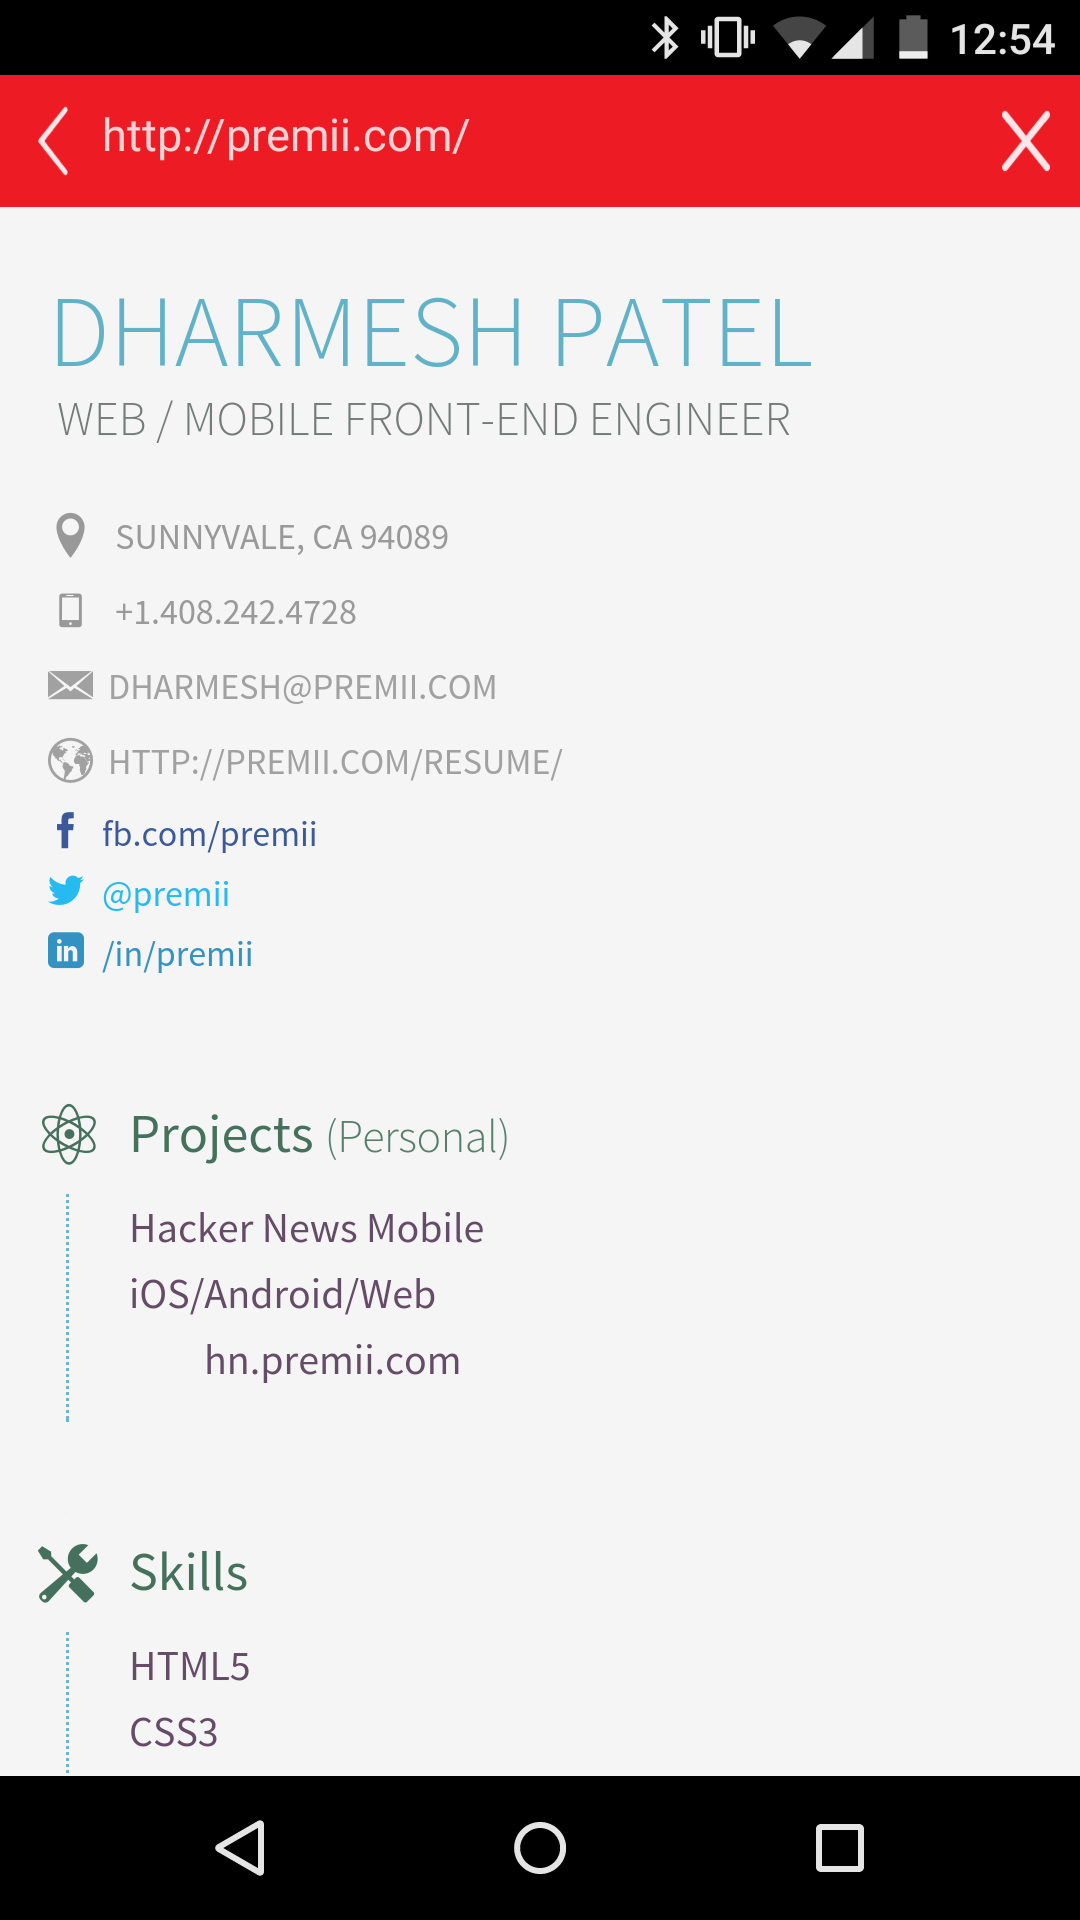 12:54
http://premii.com/
DHARMESH PATEL
WEB / MOBILE FRONT-END ENGINEER
SUNNYVALE, CA 94089
+1.408.242.4728
DHARMESH@PREMII.COM
HTTP://PREMII.COM/RESUME/
fb.com/premii
@premii
in /in/premii
Projects (Personal)
Hacker News Mobile
iOS/Android/Web
hn.premii.com
Skills
HTML5
CSS3